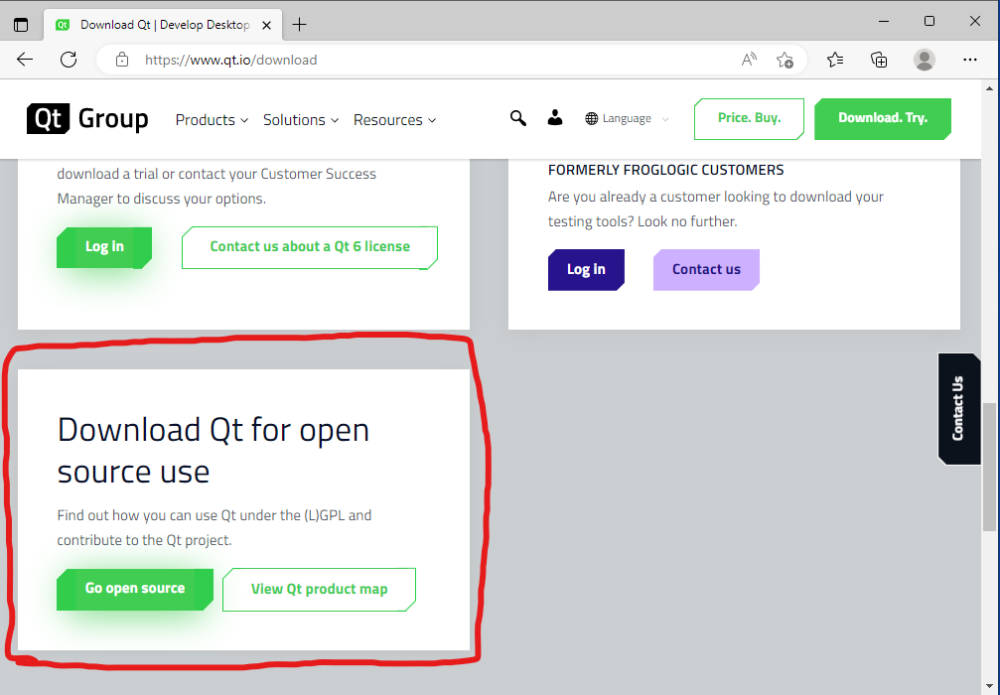 Download Qt | Develop Desktop
https://www.qt.io/download
Qt Group
Products
Solutions
Resources
Language
Price. Buy.
Download. Try.
download a trial or contact your Customer Success
Manager to discuss your options.
Log in
Contact us about a Qt 6 license
FORMERLY FROGLOGIC CUSTOMERS
Are you already a customer looking to download your
testing tools? Look no further.
Log in
Contact us
Contact Us
Download Qt for open
source use
Find out how you can use Qt under the (L)GPL and
contribute to the Qt project.
Go open source
View Qt product map